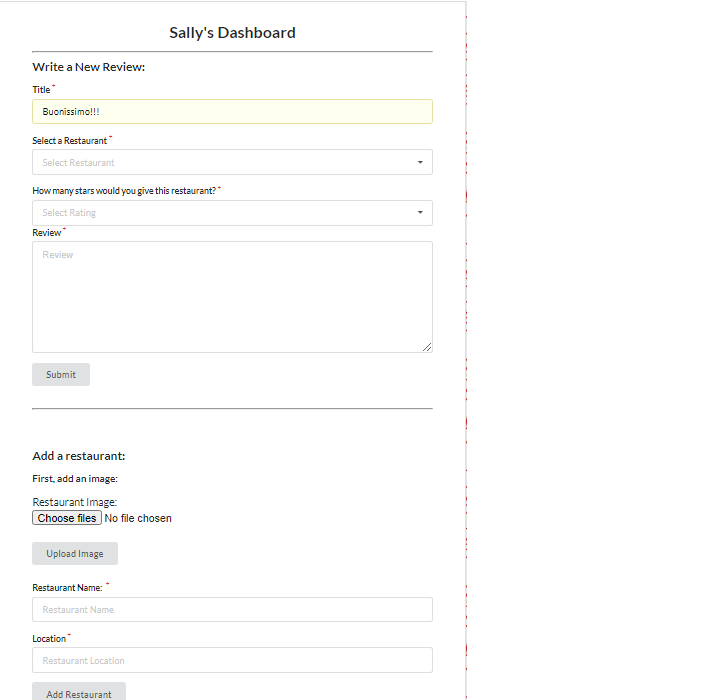 Sally's Dashboard
Write a New Review:
Title *
Buonissimo!!!
Select a Restaurant *
Select Restaurant
How many stars would you give this restaurant? *
Select Rating
Review *
Review
Submit
Add a restaurant:
First, add an image:
Restaurant Image:
Choose files No file chosen
Upload Image
Restaurant Name: *
Restaurant Name
Location *
Restaurant Location
Add Restaurant